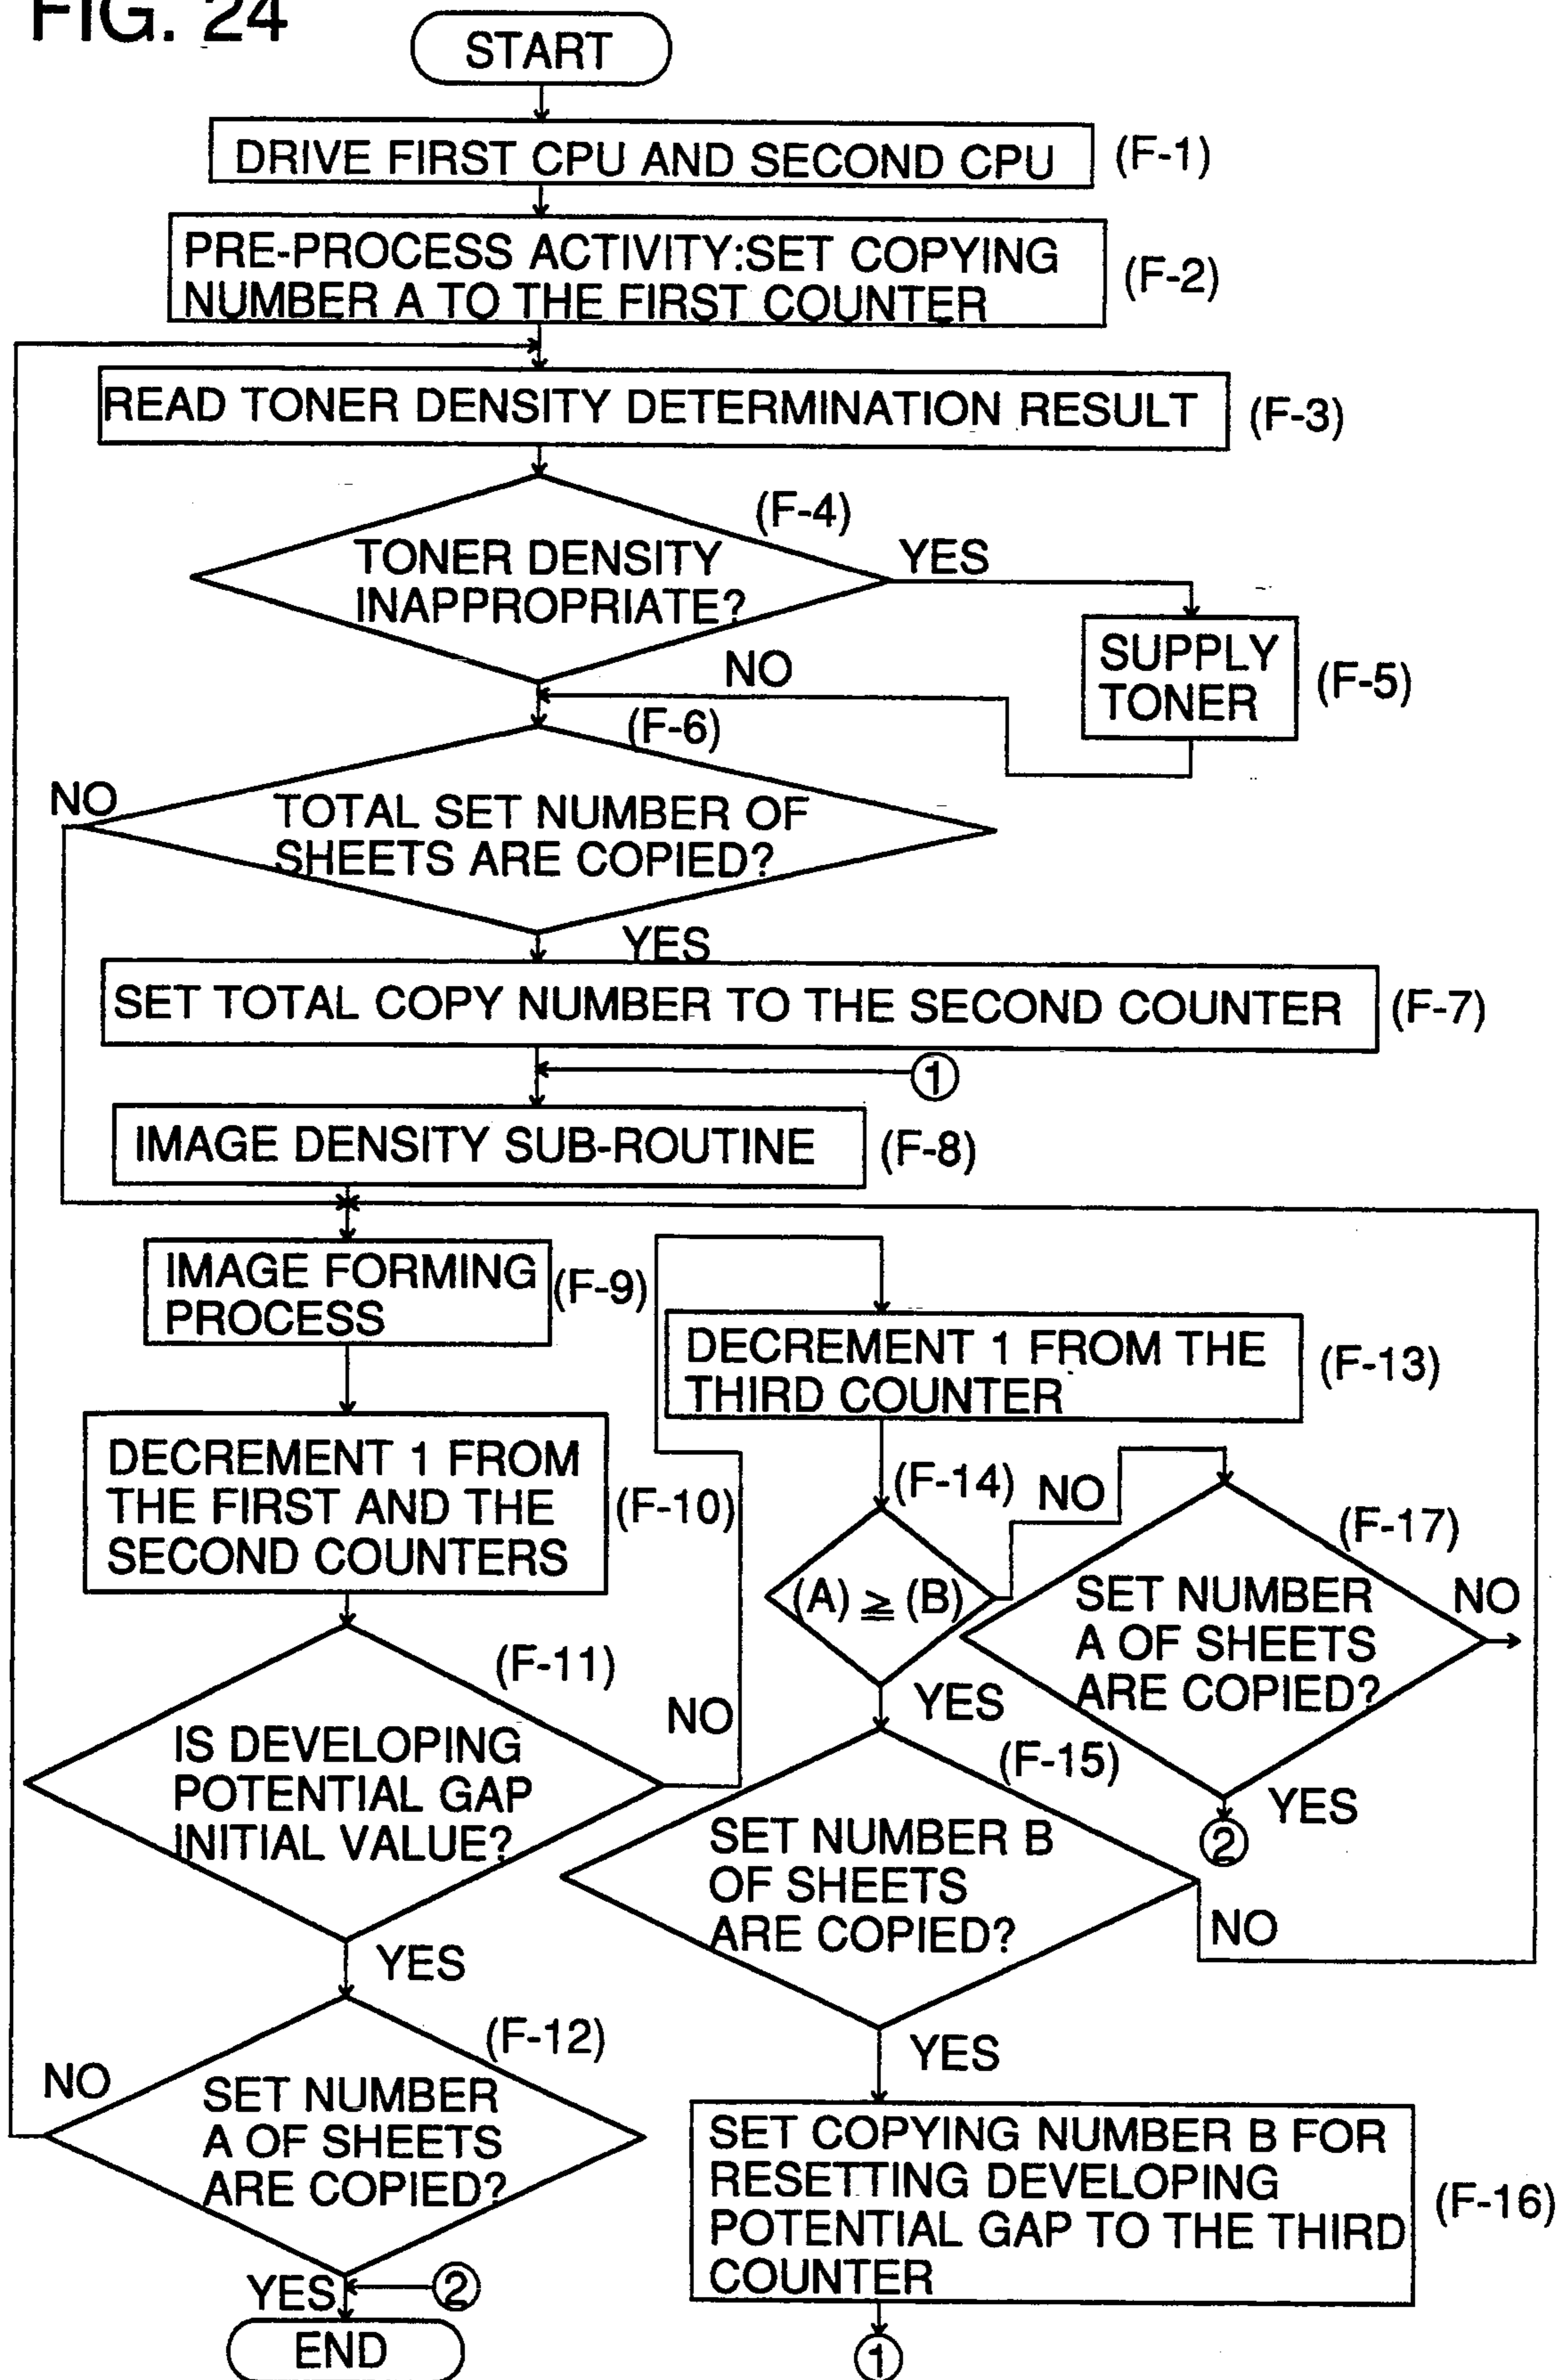 FIG. 24
START
DRIVE FIRST CPU AND SECOND CPU
(F-1)
PRE-PROCESS ACTIVITY:SET COPYING
NUMBER A TO THE FIRST COUNTER
(F-2)
READ TONER DENSITY DETERMINATION RESULT
(F-3)
(F-4)
TONER DENSITY
INAPPROPRIATE?
YES
SUPPLY
TONER
(F-5)
NO
(F-6)
NO
TOTAL SET NUMBER OF
SHEETS ARE COPIED?
YES
SET TOTAL COPY NUMBER TO THE SECOND COUNTER
(F-7)
①
IMAGE DENSITY SUB-ROUTINE
(F-8)
IMAGE FORMING
PROCESS
(F-9)
DECREMENT 1 FROM THE
THIRD COUNTER
(F-13)
DECREMENT 1 FROM
THE FIRST AND THE
SECOND COUNTERS
(F-10)
(F-14)
NO
(A) ≧ (B)
YES
(F-17)
SET NUMBER
A OF SHEETS
ARE COPIED?
NO
YES
②
(F-11)
NO
IS DEVELOPING
POTENTIAL GAP
INITIAL VALUE?
YES
(F-15)
SET NUMBER B
OF SHEETS
ARE COPIED?
NO
YES
(F-12)
NO
SET NUMBER
A OF SHEETS
ARE COPIED?
YES
②
END
SET COPYING NUMBER B FOR
RESETTING DEVELOPING
POTENTIAL GAP TO THE THIRD
COUNTER
(F-16)
①